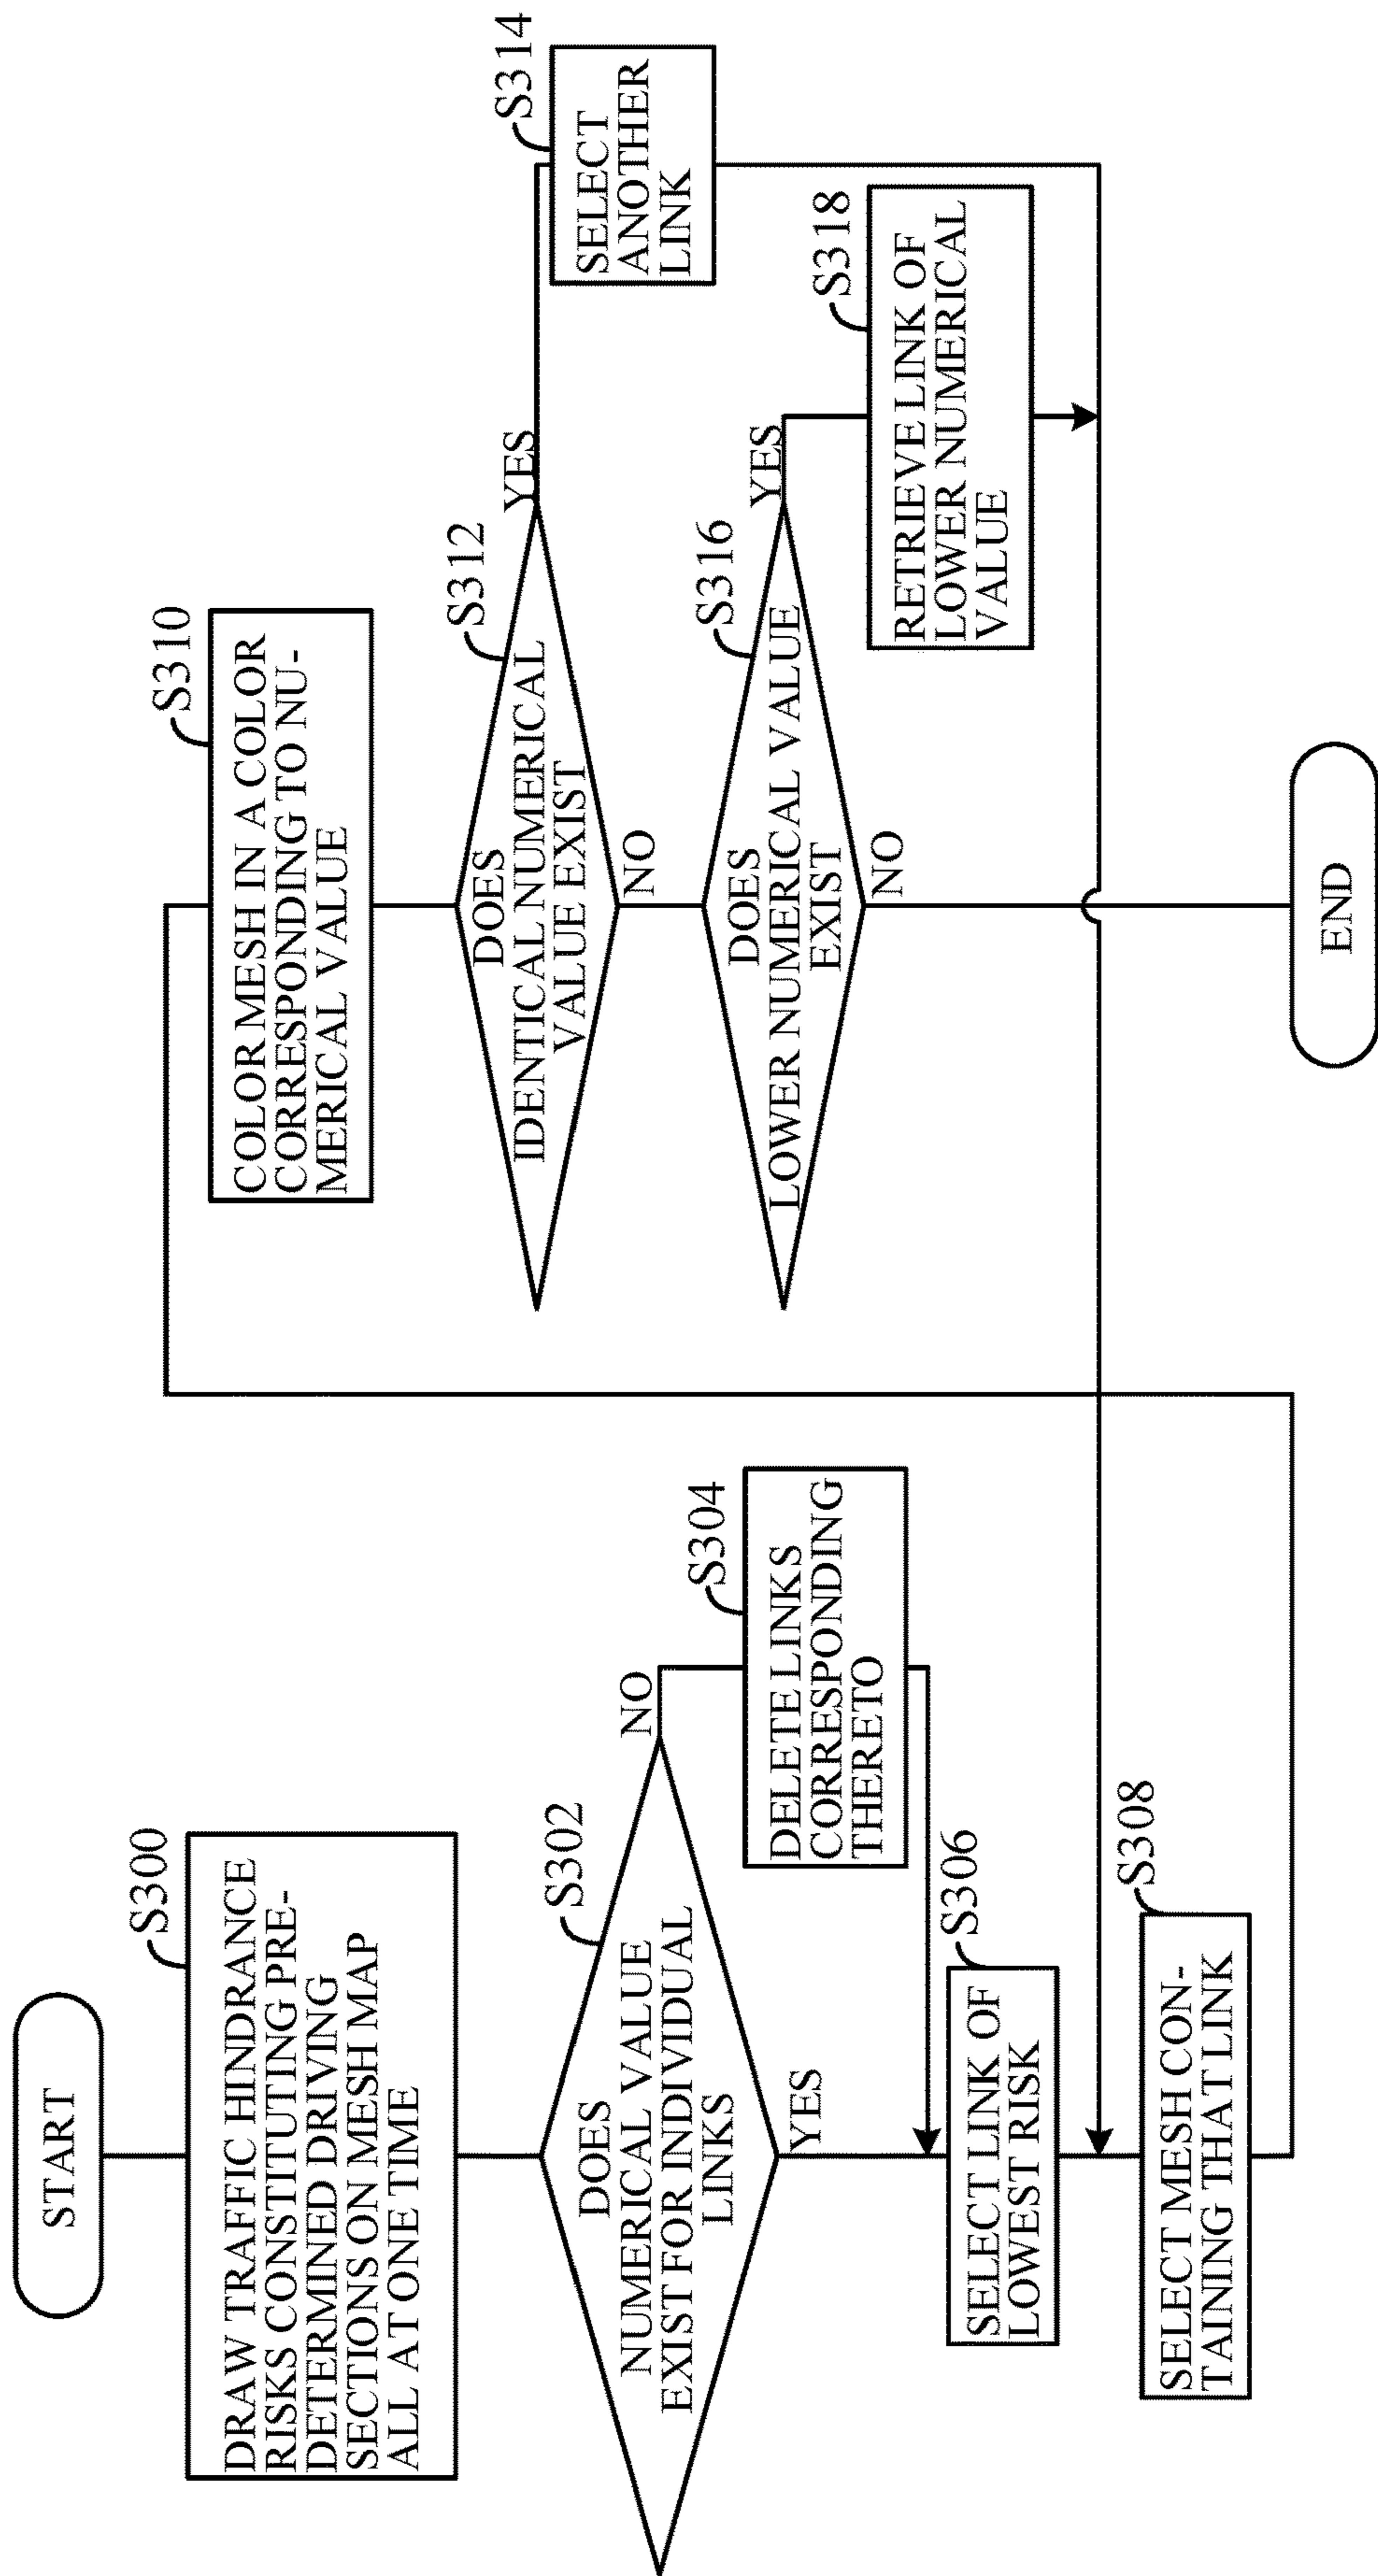 START
S300
DRAW TRAFFIC HINDRANCE
RISKS CONSTITUTING PRE-
DETERMINED DRIVING
SECTIONS ON MESH MAP
ALL AT ONE TIME
S302
DOES
NUMERICAL VALUE
EXIST FOR INDIVIDUAL
LINKS
NO
YES
S304
DELETE LINKS
CORRESPONDING
THERETO
S306
SELECT LINK OF
LOWEST RISK
S308
SELECT MESH CON-
TAINING THAT LINK
S310
COLOR MESH IN A COLOR
CORRESPONDING TO NU-
MERICAL VALUE
S312
DOES
IDENTICAL NUMERICAL
VALUE EXIST
YES
NO
S314
SELECT
ANOTHER
LINK
S316
DOES
LOWER NUMERICAL VALUE
EXIST
YES
NO
S318
RETRIEVE LINK OF
LOWER NUMERICAL
VALUE
END